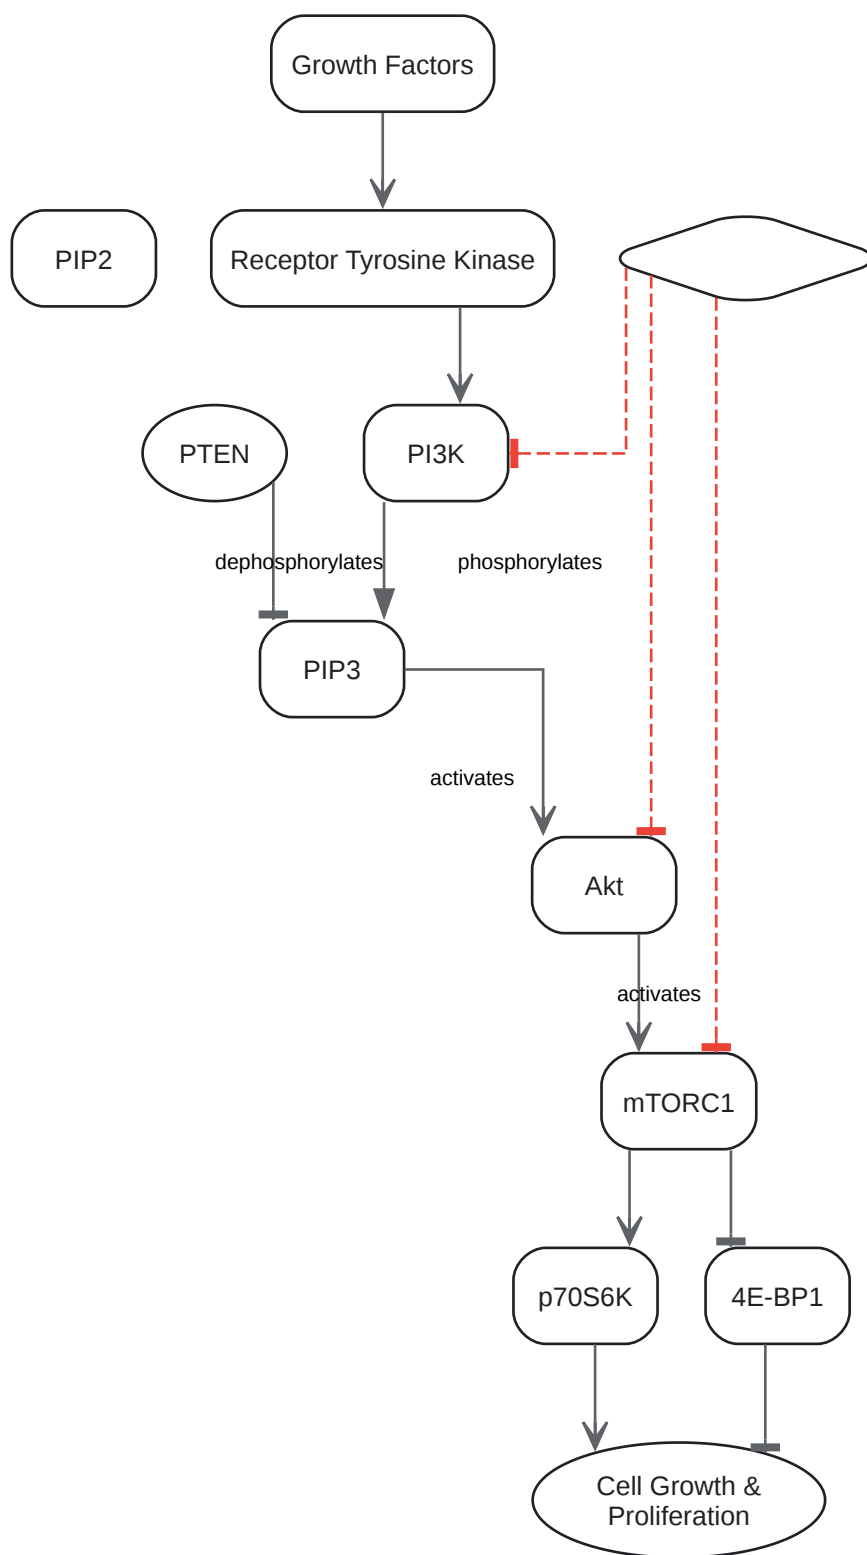 Growth Factors
PIP2
Receptor Tyrosine Kinase
PTEN
PI3K
dephosphorylates
phosphorylates
PIP3
activates
Akt
activates
mTORC1
p70S6K
4E-BP1
Cell Growth &
Proliferation